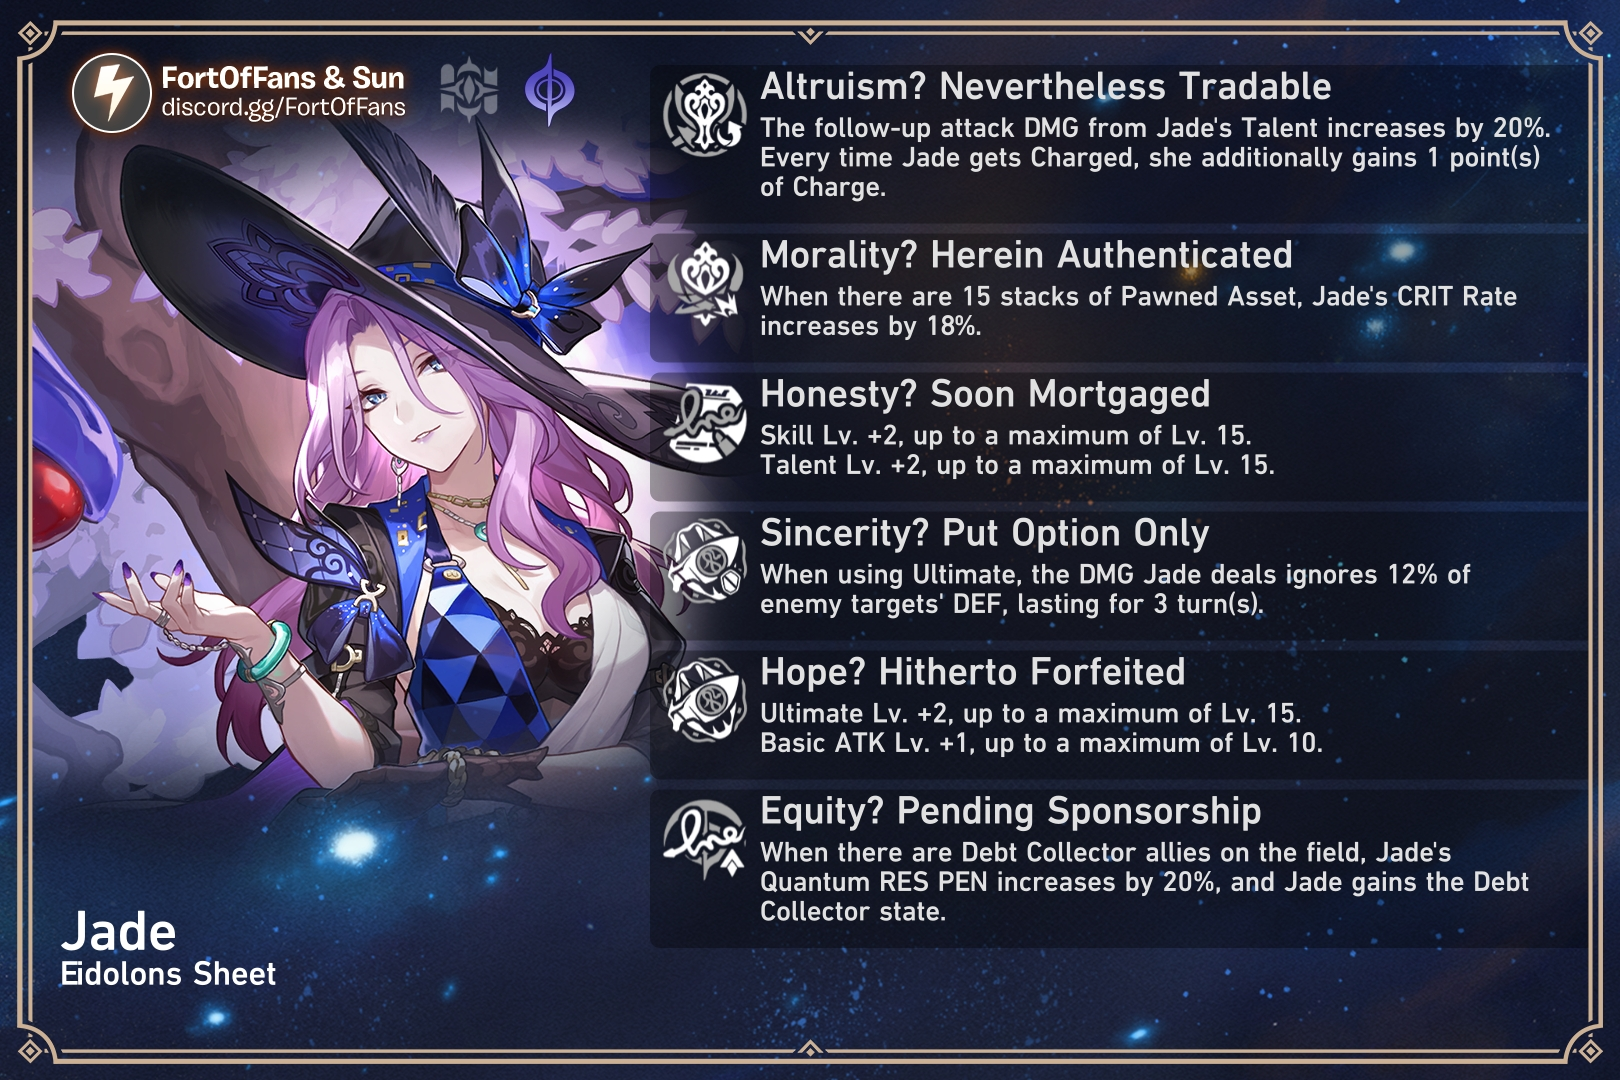 FortOfFans & Sun
discord.gg/FortOfFans
Altruism? Nevertheless Tradable
The follow-up attack DMG from Jade's Talent increases by 20%.
Every time Jade gets Charged, she additionally gains 1 point(s)
of Charge.
Morality? Herein Authenticated
When there are 15 stacks of Pawned Asset, Jade's CRIT Rate
increases by 18%.
Honesty? Soon Mortgaged
Skill Lv. +2, up to a maximum of Lv. 15.
Talent Lv. +2, up to a maximum of Lv. 15.
Sincerity? Put Option Only
When using Ultimate, the DMG Jade deals ignores 12% of
enemy targets' DEF, lasting for 3 turn(s).
Hope? Hitherto Forfeited
Ultimate Lv. +2, up to a maximum of Lv. 15.
Basic ATK Lv. +1, up to a maximum of Lv. 10.
Equity? Pending Sponsorship
When there are Debt Collector allies on the field, Jade's
Quantum RES PEN increases by 20%, and Jade gains the Debt
Collector state.
Jade
Eidolons Sheet